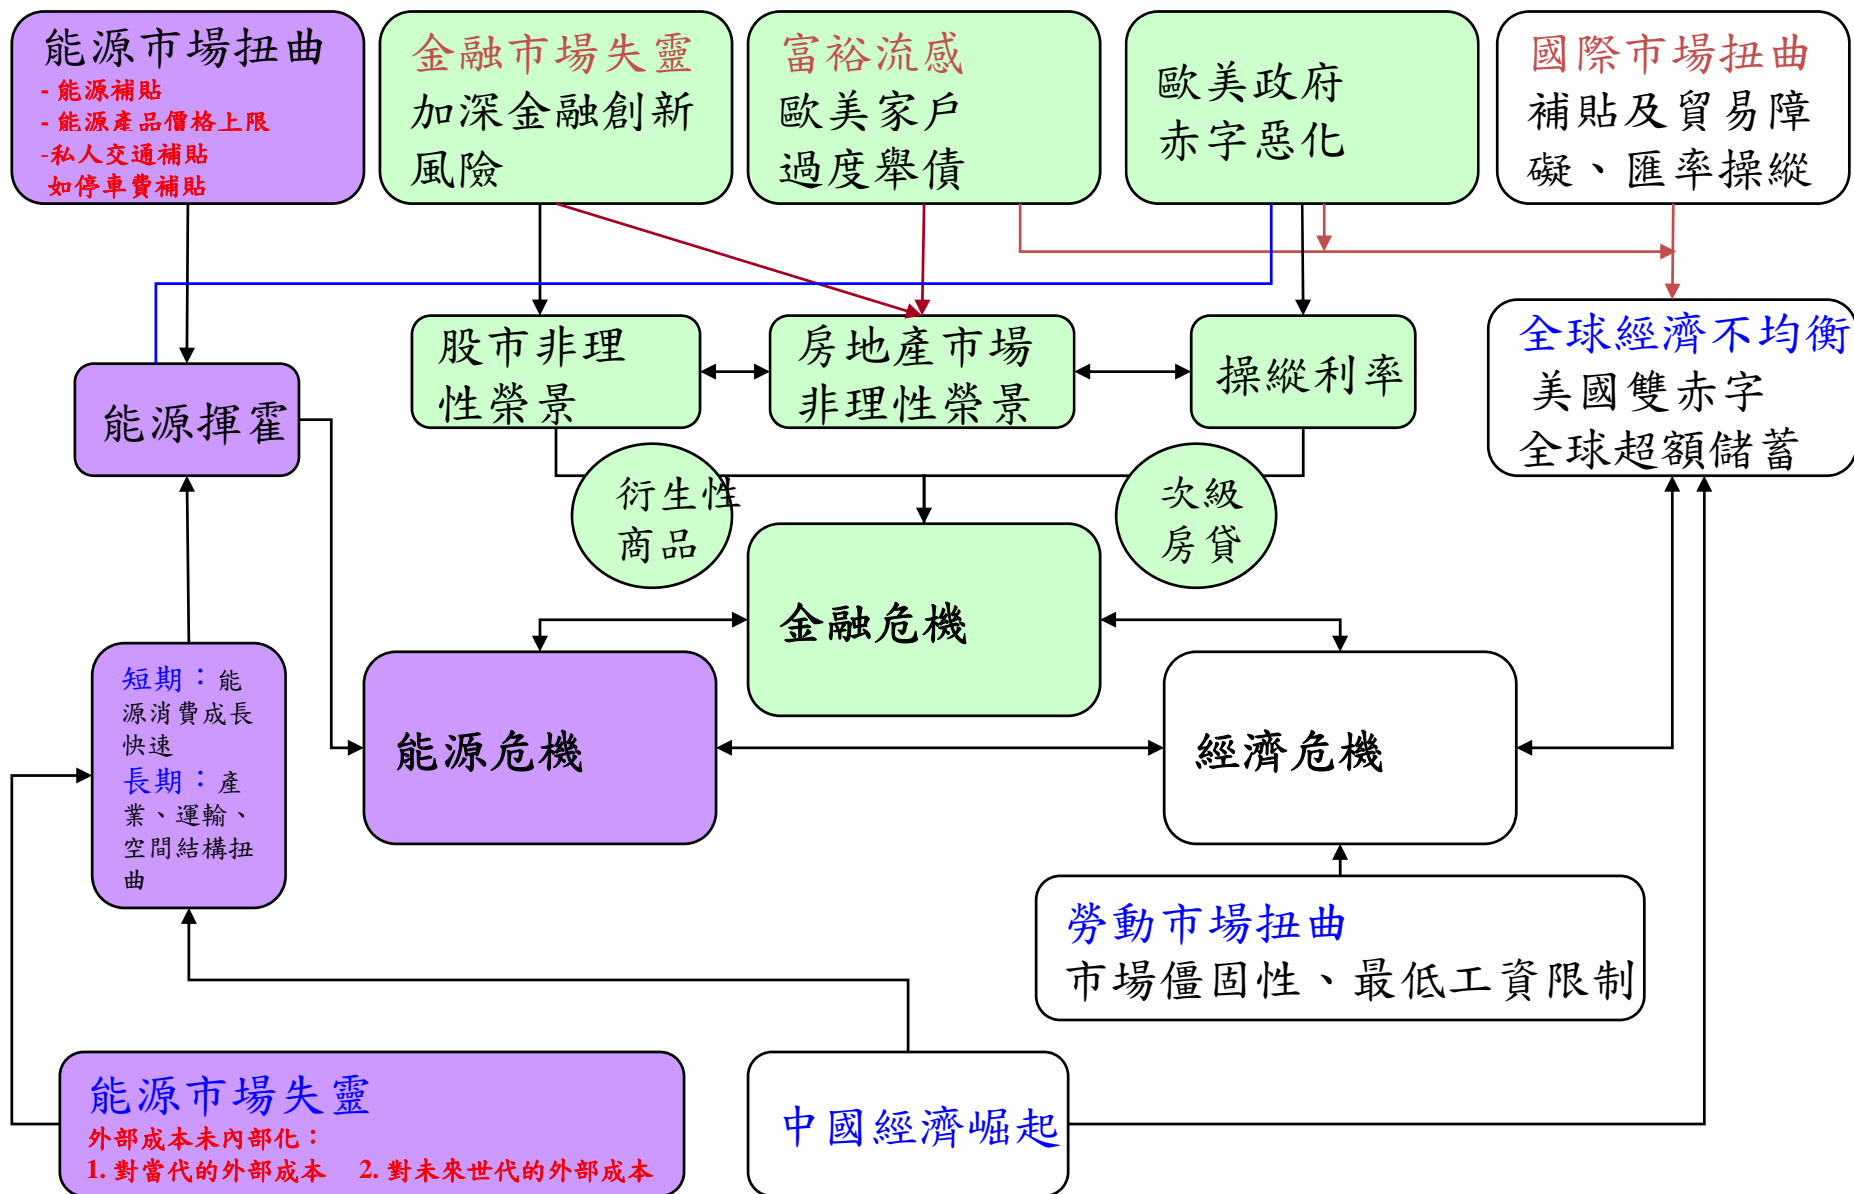 能源市場扭曲
- 能源補貼
- 能源產品價格上限
-私人交通補貼
如停車費補貼
金融市場失靈
加深金融創新
風險
富裕流感
歐美家戶
過度舉債
歐美政府
赤字惡化
國際市場扭曲
補貼及貿易障
礙、匯率操縱
能源揮霍
股市非理
性榮景
房地產市場
非理性榮景
操縱利率
全球經濟不均衡
美國雙赤字
全球超額儲蓄
衍生性
商品
次級
房貸
金融危機
短期：能
源消費成長
快速
長期：產
業、運輸、
空間結構扭
曲
能源危機
經濟危機
勞動市場扭曲
市場僵固性、最低工資限制
能源市場失靈
外部成本未內部化：
1. 對當代的外部成本 2. 對未來世代的外部成本
中國經濟崛起